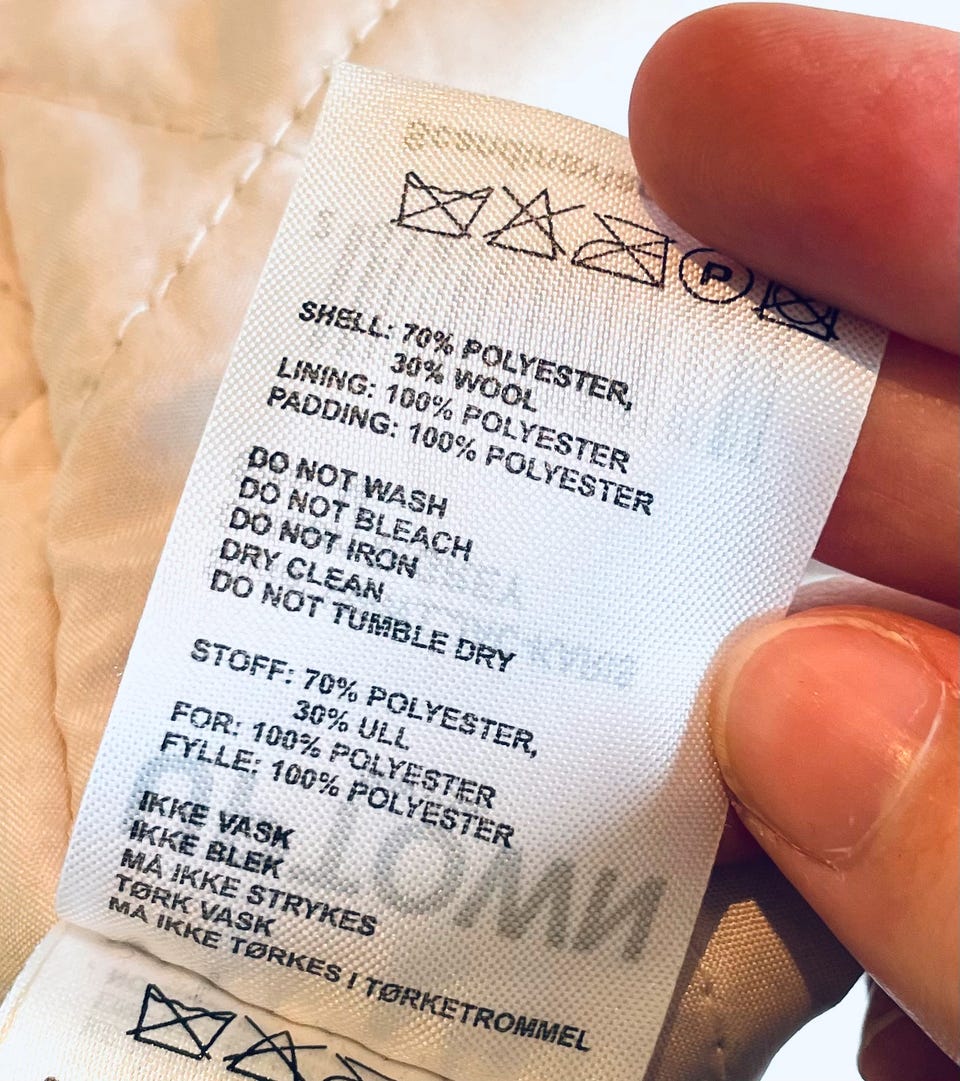 P
SHELL: 70% POLYESTER,
30% WOOL
LINING: 100% POLYESTER
PADDING: 100% POLYESTER
DO NOT WASH
DO NOT BLEACH
DO NOT IRON
DRY CLEAN
DO NOT TUMBLE DRY
STOFF: 70% POLYESTER,
30% ULL
FOR: 100% POLYESTER
FYLLE: 100% POLYESTER
IKKE VASK
IKKE BLEK
MÅ IKKE STRYKES
TØRK VASK
MÅ IKKE TØRKES I TØRKETROMMEL